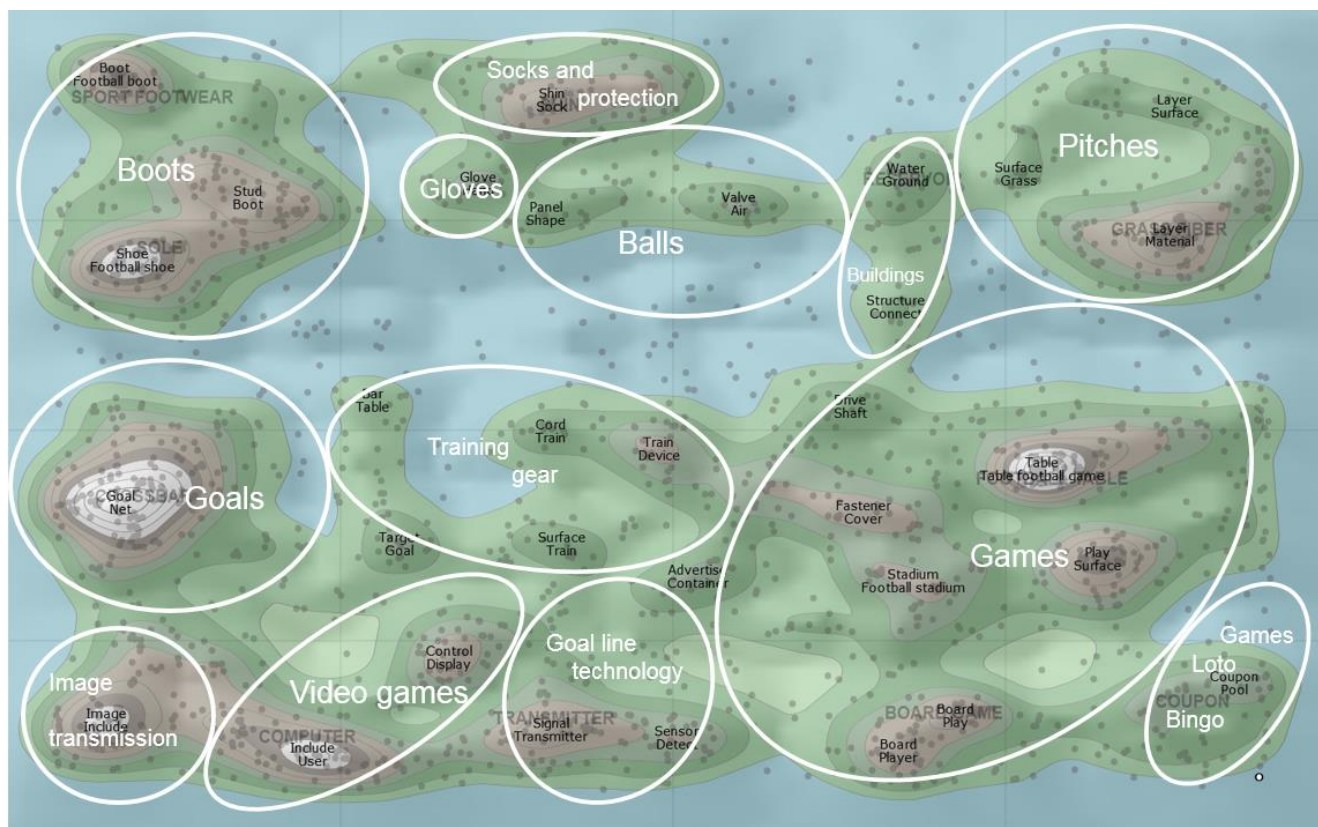 Boot
Football boot
SPORT FOOTWEAR
Boots
Stud
Boot
SOLE
Shoe
Football shoe
Socks and
protection
Shin
Sock
Gloves
Glove
Panel
Shape
Valve
Air
Balls
Water
Ground
Buildings
Structure
Connect
Layer
Surface
Pitches
Surface
Grass
Layer
Material
Bar
Table
Goal
Net
Goals
Training
gear
Cord
Train
Train
Device
Target
Goal
Surface
Train
Advertise
Container
Drive
Shaft
Table
Table football game
Fastener
Cover
Games
Play
Surface
Stadium
Football stadium
Image
transmission
Image
Include
Control
Display
Video games
COMPUTER
Include
User
Goal line
technology
TRANSMITTER
Signal
Transmitter
Sensor
Detect
BOARD GAME
Board
Play
Board
Player
Games
Loto
Coupon
Pool
COUPON
Bingo